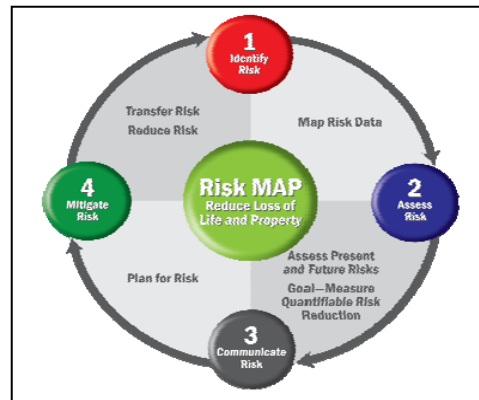 1
Identify
Risk
Transfer Risk
Reduce Risk
Map Risk Data
4
Mitigate
Risk
Risk MAP
Reduce Loss of
Life and Property
2
Assess
Risk
Plan for Risk
Assess Present
and Future Risks
Goal—Measure
Quantifiable Risk
Reduction
3
Communicate
Risk